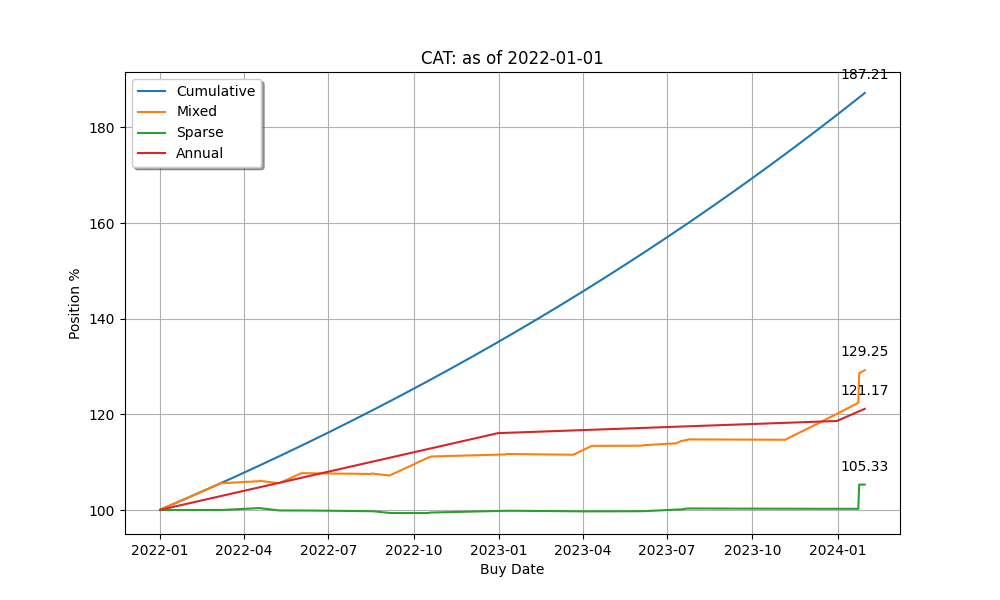 CAT: as of 2022-01-01
187.21
Cumulative
Mixed
Sparse
Annual
180
160
140
120
100
Position %
129.25
121.17
105.33
2022-01 2022-04 2022-07 2022-10 2023-01 2023-04 2023-07 2023-10 2024-01
Buy Date